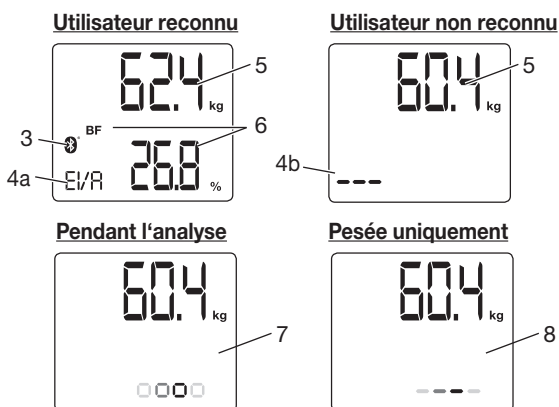 Utilisateur reconnu
62.4 kg
5
BF
6
3
4a
EVA
26.8 %
Utilisateur non reconnu
60.4 kg
5
4b
---
Pendant l'analyse
60.4 kg
7
Pesée uniquement
60.4 kg
8
----